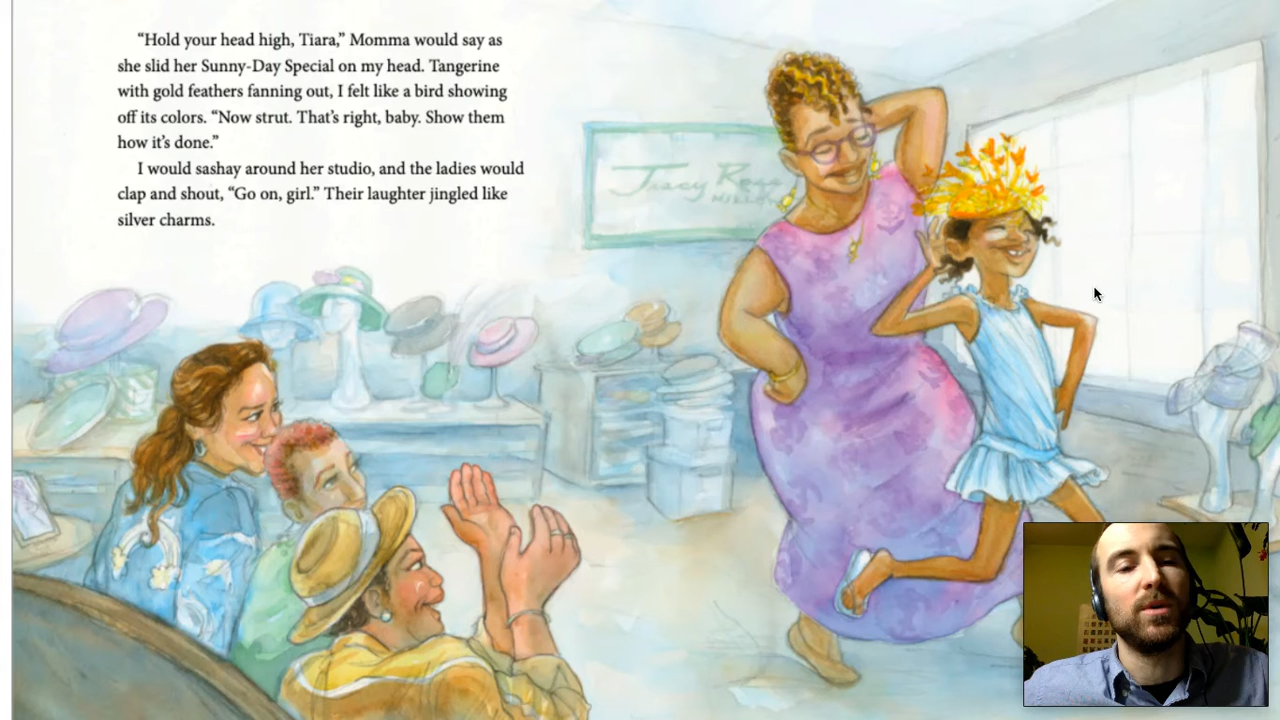 “Hold your head high, Tiara,” Momma would say as
she slid her Sunny-Day Special on my head. Tangerine
with gold feathers fanning out, I felt like a bird showing
off its colors. “Now strut. That’s right, baby. Show them
how it’s done.”
I would sashay around her studio, and the ladies would
clap and shout, “Go on, girl.” Their laughter jingled like
silver charms.